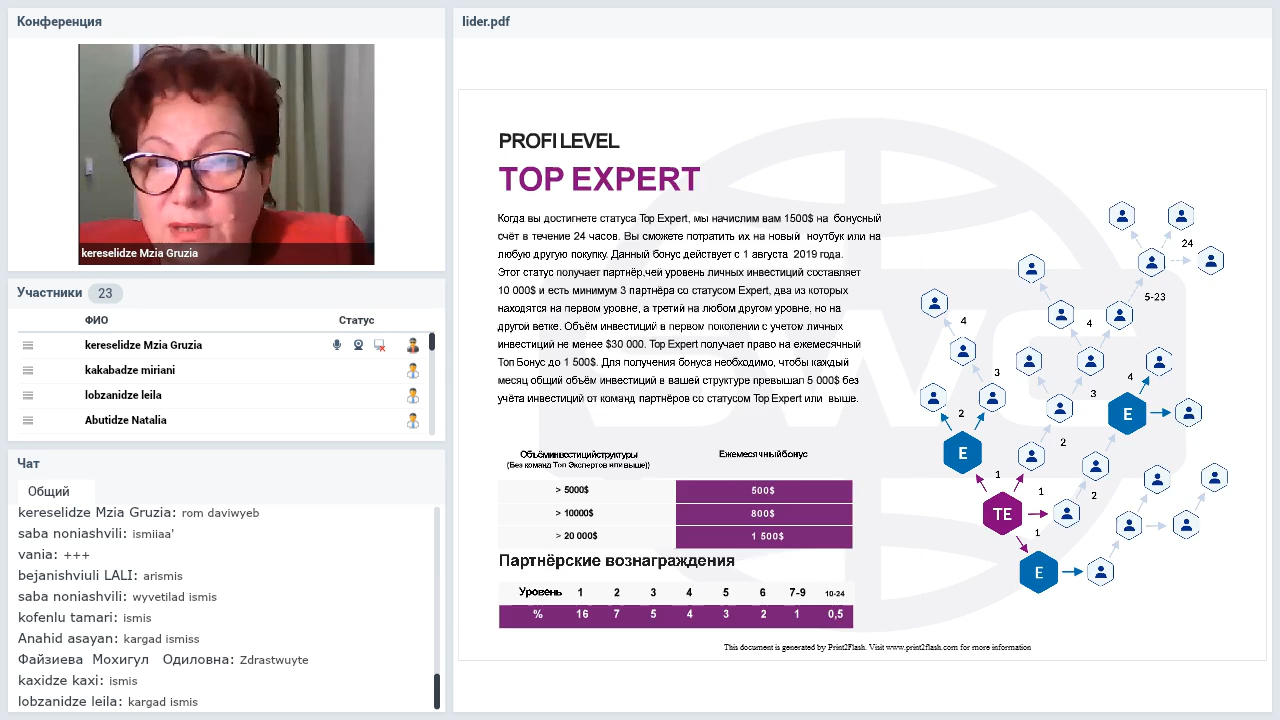 Конференция
kereselidze Mzia Gruzia
Участники 23
ФИО Статус
kereselidze Mzia Gruzia
kakabadze miriani
lobzanidze leila
Abutidze Natalia
Чат
Общий
kereselidze Mzia Gruzia: rom daviwyeb
saba noniashvili: ismiiaa'
vania: +++
bejanishviuli LALI: arismis
saba noniashvili: wyvetilad ismis
kofenlu tamari: ismis
Anahid asayan: kargad ismiss
Файзиева Мохигул Одиловна: Zdrastwuyte
kaxidze kaxi: ismis
lobzanidze leila: kargad ismis
lider.pdf
PROFI LEVEL
TOP EXPERT
Когда вы достигнете статуса Top Expert, мы начислим вам 1500$ на бонусный
счёт в течение 24 часов. Вы сможете потратить их на новый ноутбук или на
любую другую покупку. Данный бонус действует с 1 августа 2019 года.
Этот статус получает партнёр,чей уровень личных инвестиций составляет
10 000$ и есть минимум 3 партнёра со статусом Expert, два из которых
находятся на первом уровне, а третий на любом другом уровне, но на
другой ветке. Объём инвестиций в первом поколении с учетом личных
инвестиций не менее $30 000. Top Expert получает право на ежемесячный
Топ Бонус до 1 500$. Для получения бонуса необходимо, чтобы каждый
месяц общий объём инвестиций в вашей структуре превышал 5 000$ без
учёта инвестиций от команд партнёров со статусом Top Expert или выше.
Объём инвестиций структуры Ежемесячный бонус
(Без команд Топ Экспертов или выше))
> 5000$ 500$
> 10000$ 800$
> 20 000$ 1 500$
Партнёрские вознаграждения
Уровень 1 2 3 4 5 6 7-9 10-24
% 16 7 5 4 3 2 1 0,5
24
5-23
4
4
3
4
3
2
E
E
2
1
1
2
TE
1
E
DWC
This document is generated by Print2Flash. Visit www.print2flash.com for more information